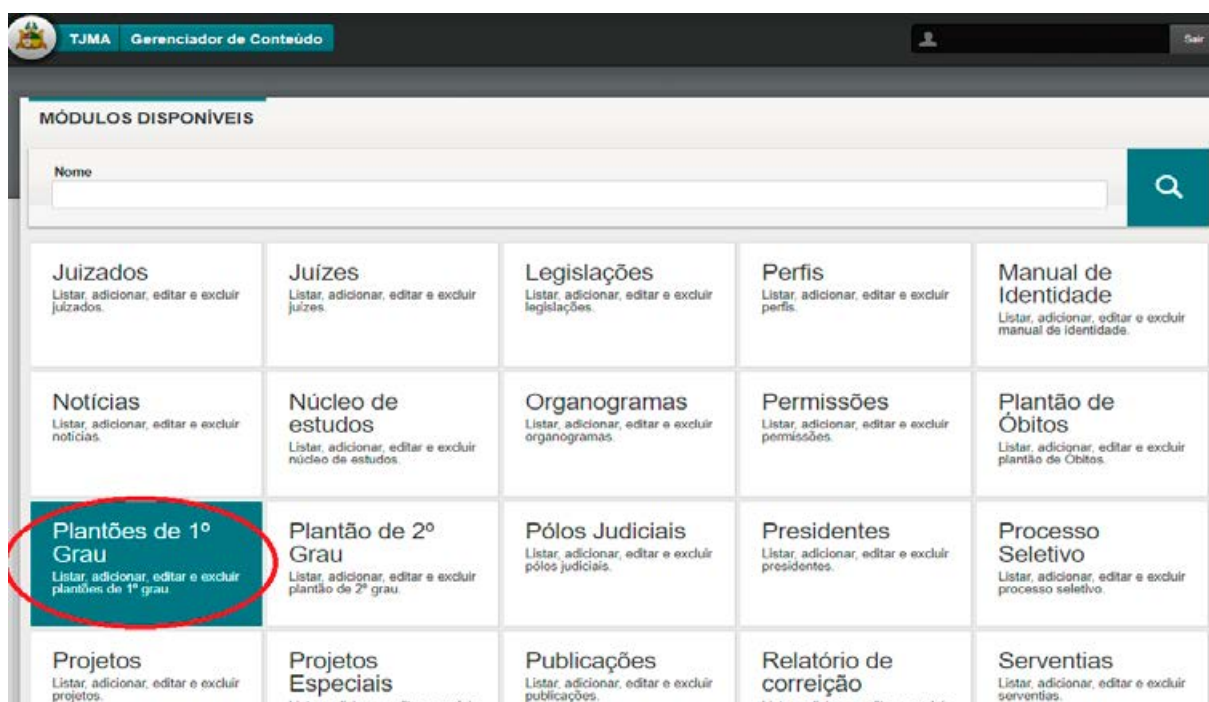 TJMA Gerenciador de Conteúdo
Sair
MÓDULOS DISPONÍVEIS
Nome
Juizados
Listar, adicionar, editar e excluir
juizados.
Juízes
Listar, adicionar, editar e excluir
juízes.
Legislações
Listar, adicionar, editar e excluir
legislações.
Perfis
Listar, adicionar, editar e excluir
perfis.
Manual de
Identidade
Listar, adicionar, editar e excluir
manual de identidade.
Notícias
Listar, adicionar, editar e excluir
notícias.
Núcleo de
estudos
Listar, adicionar, editar e excluir
núcleo de estudos.
Organogramas
Listar, adicionar, editar e excluir
organogramas.
Permissões
Listar, adicionar, editar e excluir
permissões.
Plantão de
Óbitos
Listar, adicionar, editar e excluir
plantão de Óbitos.
Plantões de 1º
Grau
Listar, adicionar, editar e excluir
plantões de 1º grau.
Plantão de 2º
Grau
Listar, adicionar, editar e excluir
plantão de 2º grau.
Pólos Judiciais
Listar, adicionar, editar e excluir
pólos judiciais.
Presidentes
Listar, adicionar, editar e excluir
presidentes.
Processo
Seletivo
Listar, adicionar, editar e excluir
processo seletivo.
Projetos
Listar, adicionar, editar e excluir
projetos.
Projetos
Especiais
Publicações
Listar, adicionar, editar e excluir
publicações.
Relatório de
correição
Serventias
Listar, adicionar, editar e excluir
serventias.